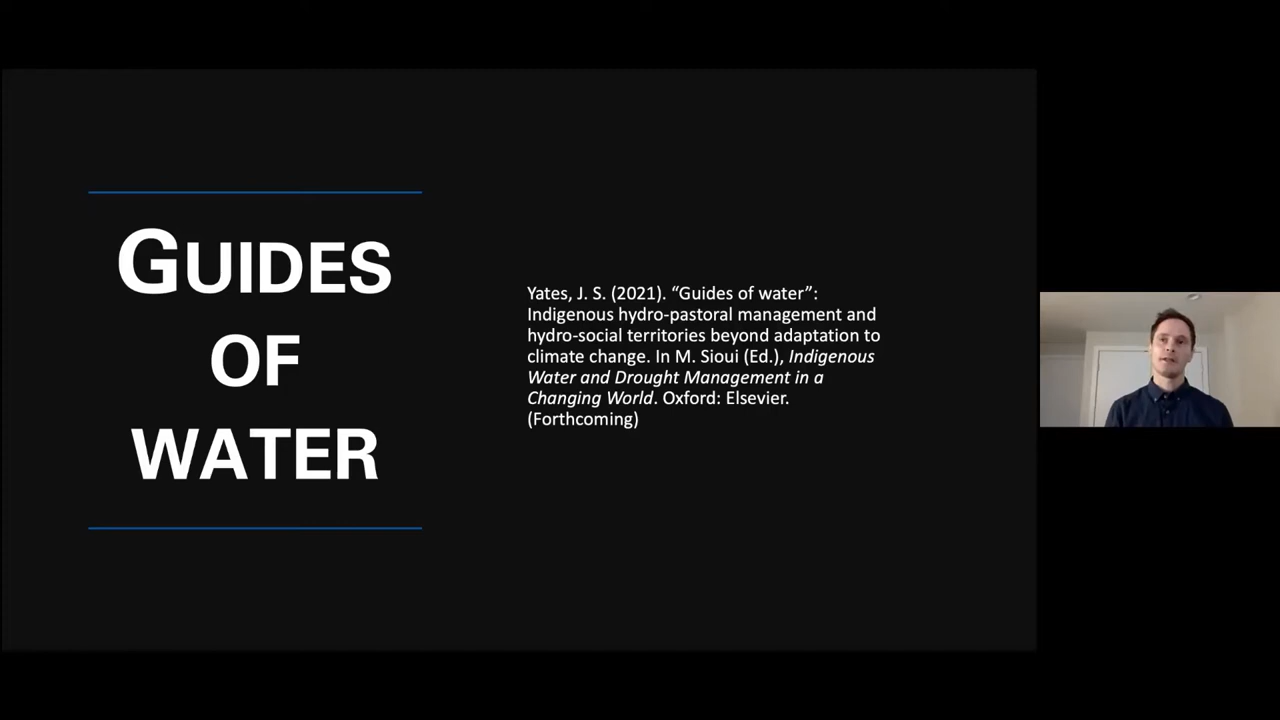 GUIDES
OF
WATER
Yates, J. S. (2021). “Guides of water”:
Indigenous hydro-pastoral management and
hydro-social territories beyond adaptation to
climate change. In M. Sioui (Ed.), Indigenous
Water and Drought Management in a
Changing World. Oxford: Elsevier.
(Forthcoming)